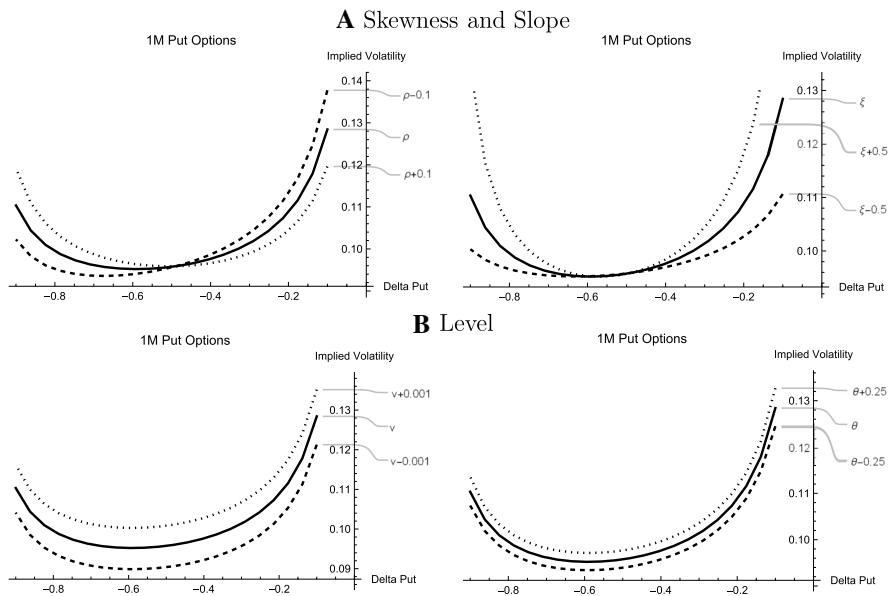 A Skewness and Slope
1M Put Options
Implied Volatility
0.14
0.13
0.12
0.11
0.10
ρ−0.1
ρ
ρ+0.1
−0.8
−0.6
−0.4
−0.2
Delta Put
1M Put Options
Implied Volatility
0.13
0.12
0.11
0.10
ξ
ξ+0.5
ξ−0.5
−0.8
−0.6
−0.4
−0.2
Delta Put
B Level
1M Put Options
Implied Volatility
0.13
0.12
0.11
0.10
0.09
v+0.001
v
v−0.001
−0.8
−0.6
−0.4
−0.2
Delta Put
1M Put Options
Implied Volatility
0.13
0.12
0.11
0.10
θ+0.25
θ
θ−0.25
−0.8
−0.6
−0.4
−0.2
Delta Put